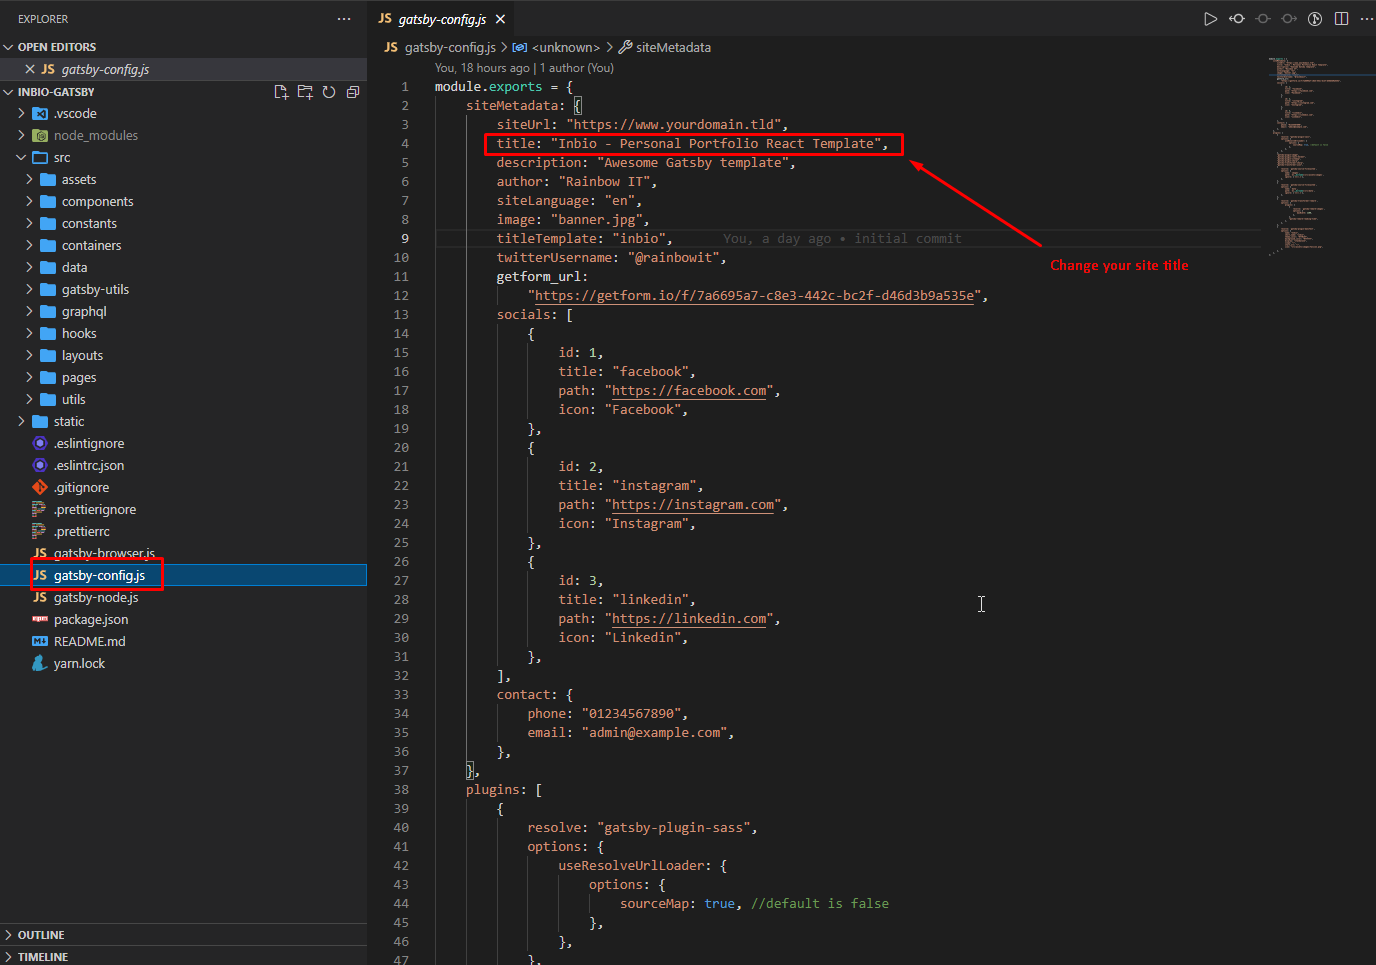 EXPLORER
OPEN EDITORS
JS gatsby-config.js
INBIO-GATSBY
.vscode
node_modules
src
assets
components
constants
containers
data
gatsby-utils
graphql
hooks
layouts
pages
utils
static
.eslintignore
.eslintrc.json
.gitignore
.prettierignore
.prettierrc
JS gatsby-browser.js
JS gatsby-config.js
JS gatsby-node.js
npm package.json
M↓ README.md
yarn.lock
OUTLINE
TIMELINE
JS gatsby-config.js
JS gatsby-config.js > <unknown> > siteMetadata
You, 18 hours ago | 1 author (You)
1 module.exports = {
2 siteMetadata: {
3 siteUrl: "https://www.yourdomain.tld",
4 title: "Inbio - Personal Portfolio React Template",
5 description: "Awesome Gatsby template",
6 author: "Rainbow IT",
7 siteLanguage: "en",
8 image: "banner.jpg",
9 titleTemplate: "inbio", You, a day ago • initial commit
10 twitterUsername: "@rainbowit",
Change your site title
11 getform_url:
12 "https://getform.io/f/7a6695a7-c8e3-442c-bc2f-d46d3b9a535e",
13 socials: [
14 {
15 id: 1,
16 title: "facebook",
17 path: "https://facebook.com",
18 icon: "Facebook",
19 },
20 {
21 id: 2,
22 title: "instagram",
23 path: "https://instagram.com",
24 icon: "Instagram",
25 },
26 {
27 id: 3,
28 title: "linkedin",
29 path: "https://linkedin.com",
30 icon: "Linkedin",
31 },
32 ],
33 contact: {
34 phone: "01234567890",
35 email: "admin@example.com",
36 },
37 },
38 plugins: [
39 {
40 resolve: "gatsby-plugin-sass",
41 options: {
42 useResolveUrlLoader: {
43 options: {
44 sourceMap: true, //default is false
45 },
46 },
47 },